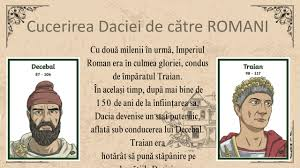 Cucerirea Daciei de către ROMANI
Decebal
87 - 106
Cu două milenii în urmă, Imperiul
Roman era în culmea gloriei, condus
de împăratul Traian.
În același timp, după mai bine de
150 de ani de la înființarea sa,
Dacia devenise un stat puternic,
aflată sub conducerea lui Decebal.
Traian era
hotărât să pună stăpânire pe
Traian
98 - 117